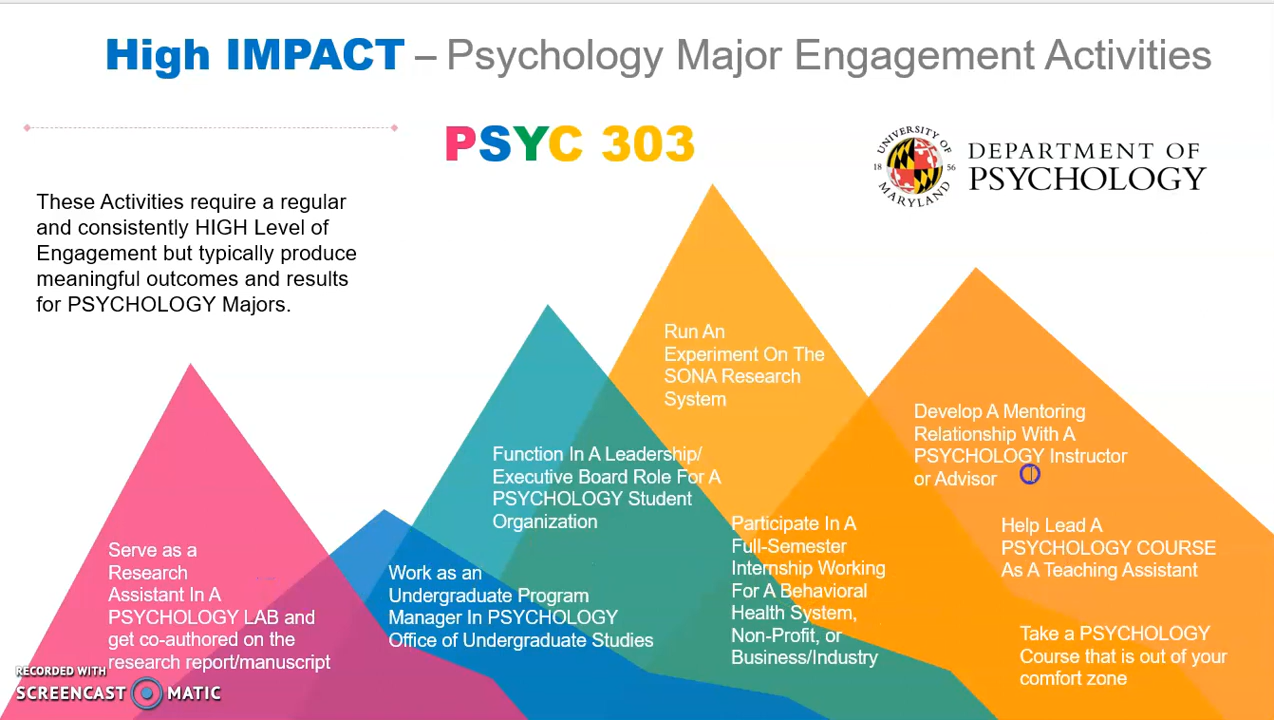 High IMPACT – Psychology Major Engagement Activities
PSYC 303
UNIVERSITY OF
18 56
MARYLAND
DEPARTMENT OF
PSYCHOLOGY
These Activities require a regular
and consistently HIGH Level of
Engagement but typically produce
meaningful outcomes and results
for PSYCHOLOGY Majors.
Serve as a
Research
Assistant In A
PSYCHOLOGY LAB and
get co-authored on the
research report/manuscript
Work as an
Undergraduate Program
Manager In PSYCHOLOGY
Office of Undergraduate Studies
Function In A Leadership/
Executive Board Role For A
PSYCHOLOGY Student
Organization
Run An
Experiment On The
SONA Research
System
Participate In A
Full-Semester
Internship Working
For A Behavioral
Health System,
Non-Profit, or
Business/Industry
Develop A Mentoring
Relationship With A
PSYCHOLOGY Instructor
or Advisor
Help Lead A
PSYCHOLOGY COURSE
As A Teaching Assistant
Take a PSYCHOLOGY
Course that is out of your
comfort zone
RECORDED WITH
SCREENCAST MATIC